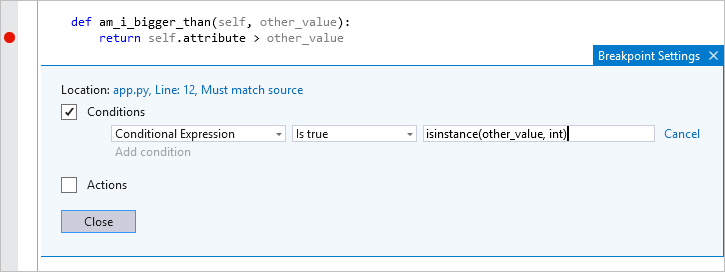 def am_i_bigger_than(self, other_value):
return self.attribute > other_value
Breakpoint Settings ✕
Location: app.py, Line: 12, Must match source
Conditions
Conditional Expression Is true isinstance(other_value, int) Cancel
Add condition
Actions
Close